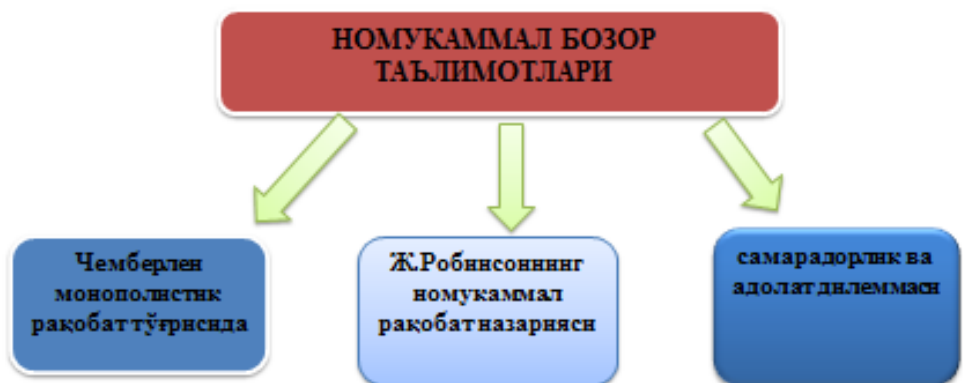 НОМУКАММАЛ БОЗОР
ТАЪЛИМОТЛАРИ
Чемберлен
монополистик
рақобат тўғрисида
Ж.Робинсоннинг
номукаммал
рақобат назарияси
самарадорлик ва
адолат дилеммаси